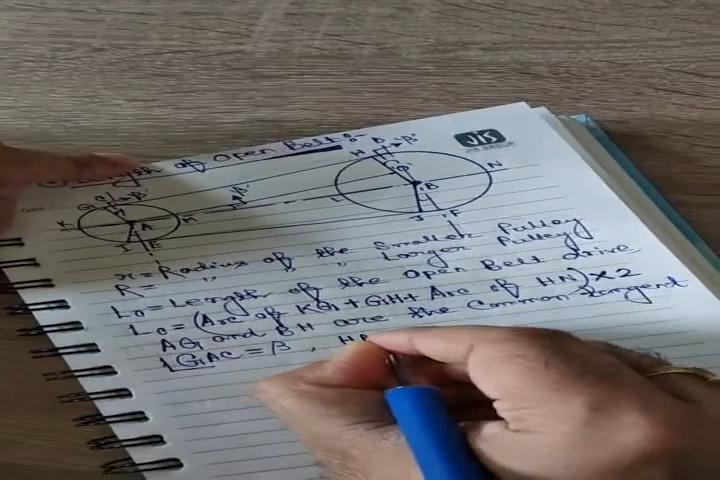 Length of Open Belt:-
JIS
H D β
G C β
K A M β L B N
I E J F
r = Radius of the Smaller Pulley
R = " " " Larger Pulley
L₀ = Length of the Open Belt drive
L₀ = (Arc of KG + GH + Arc of HN) × 2
AG and BH are the Common tangent
∠GAC = β, H